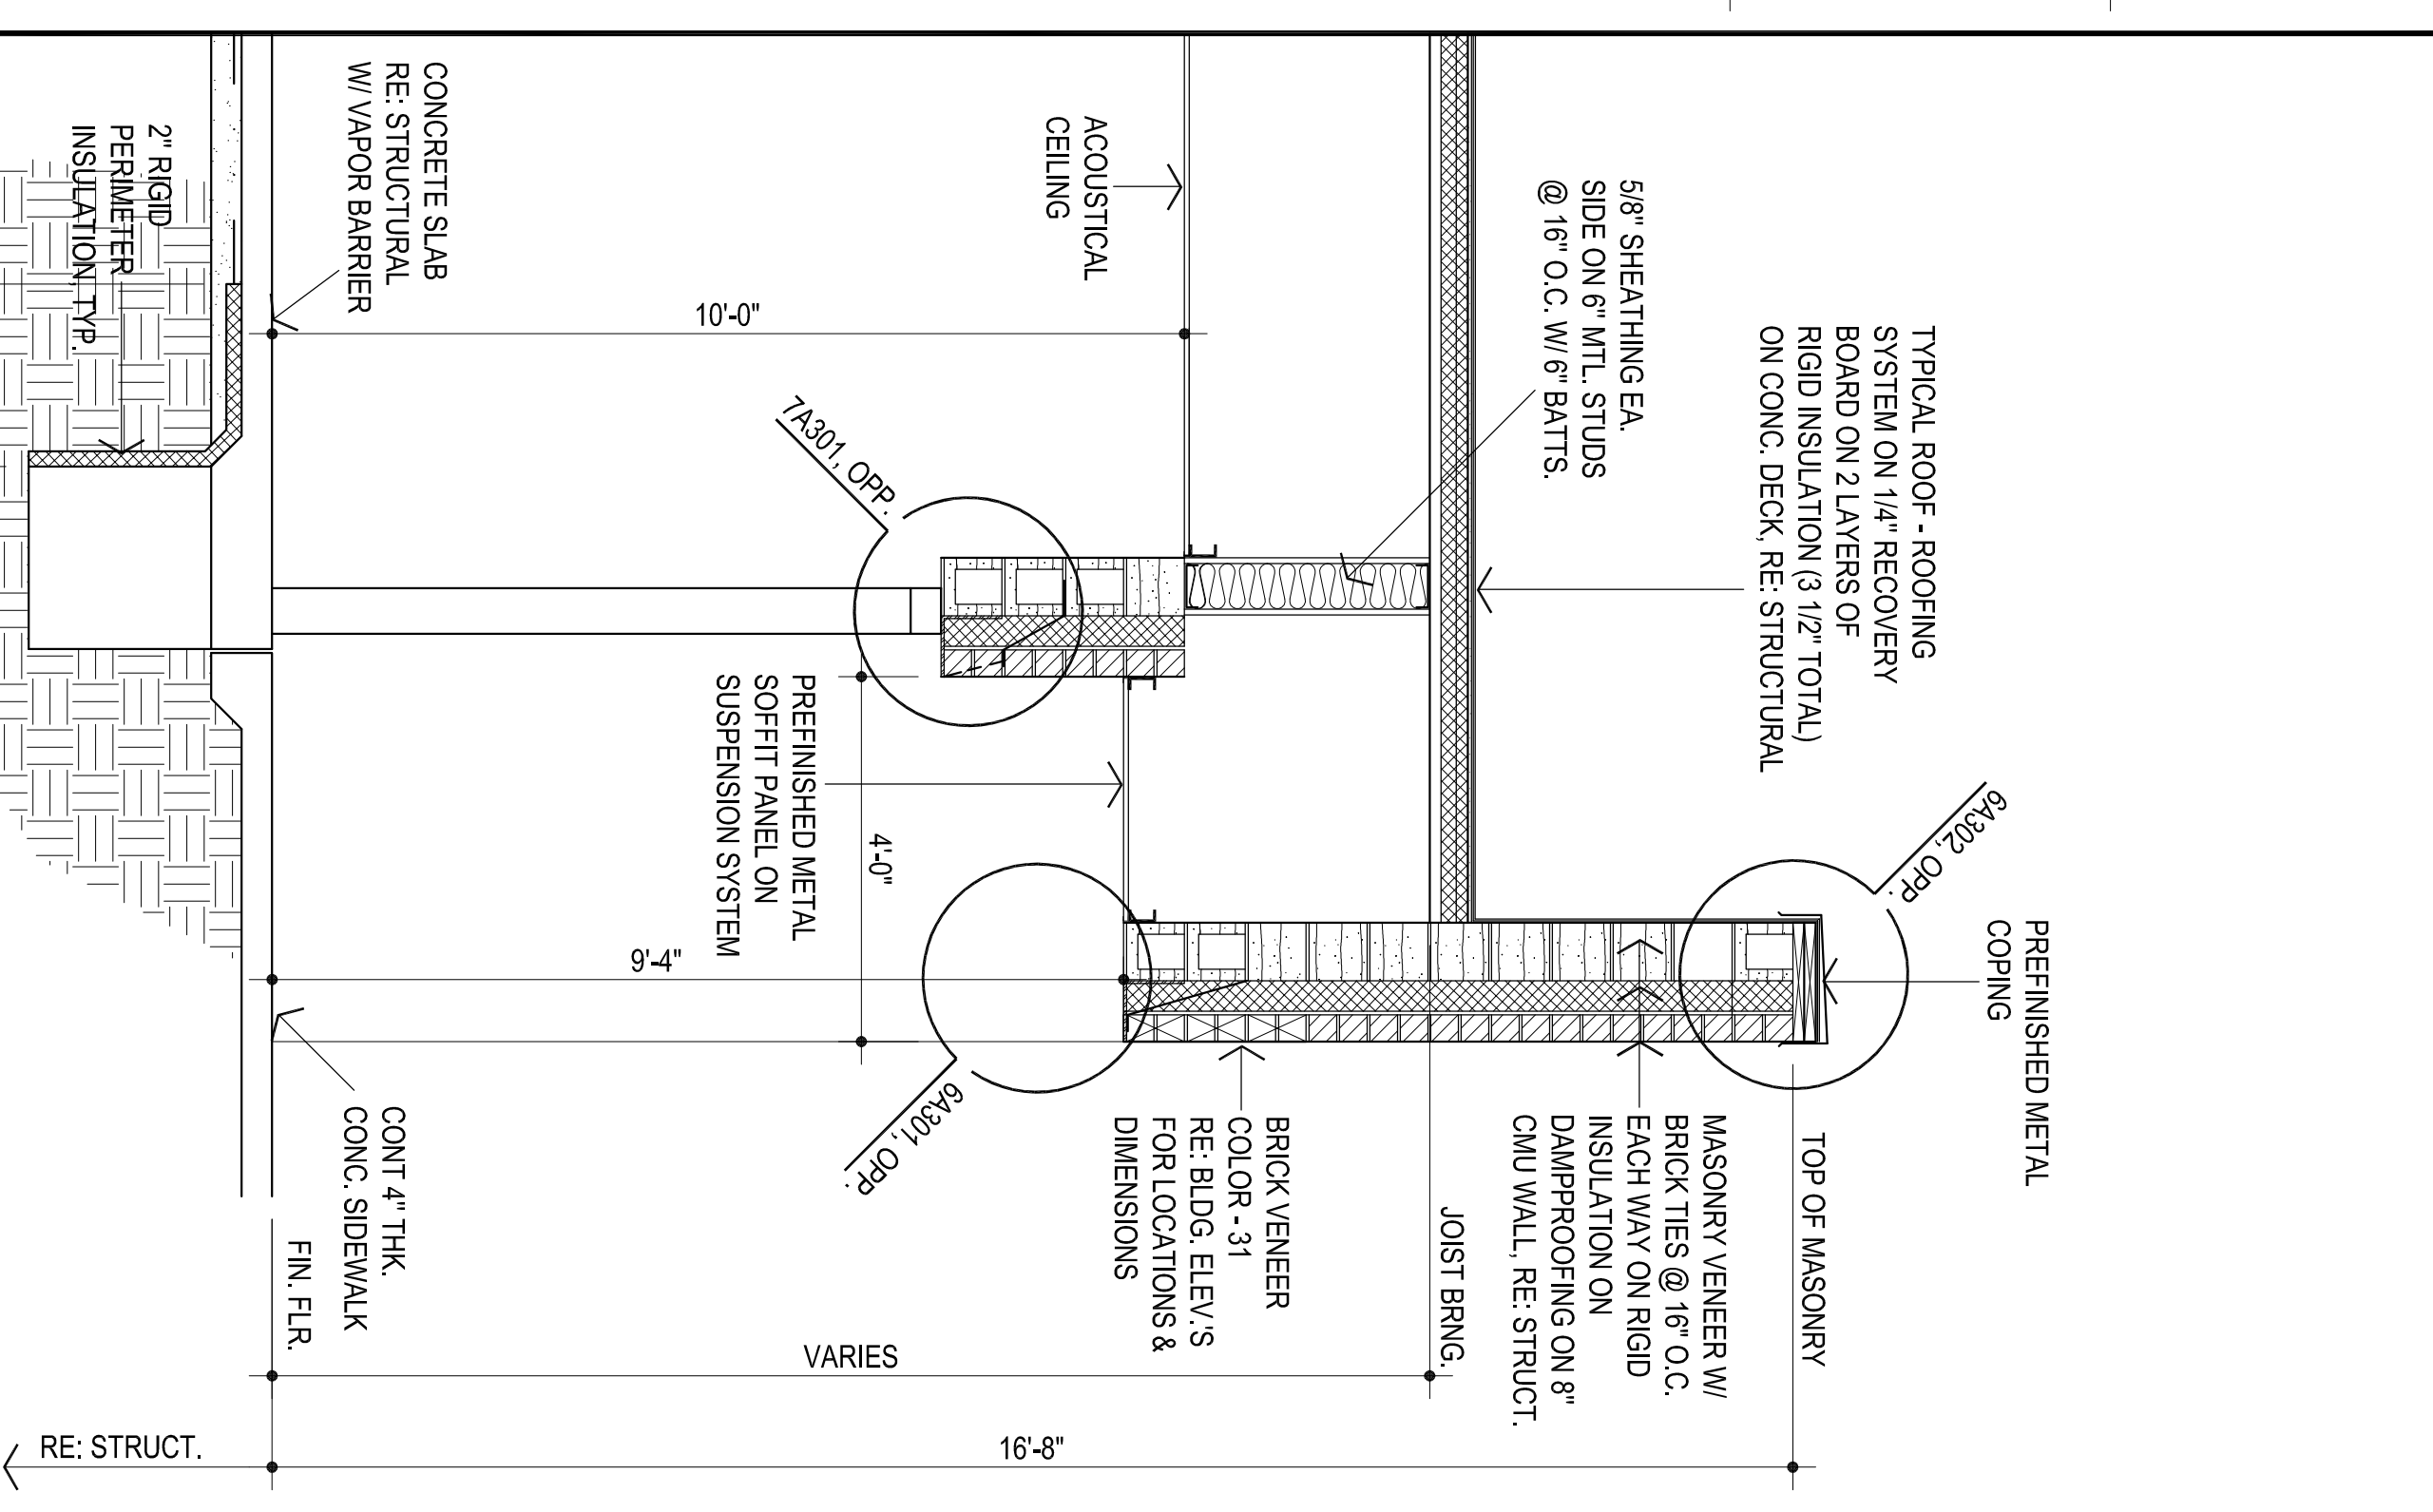 TYPICAL ROOF - ROOFING
SYSTEM ON 1/4" RECOVERY
BOARD ON 2 LAYERS OF
RIGID INSULATION (3 1/2" TOTAL)
ON CONC. DECK, RE: STRUCTURAL
5/8" SHEATHING EA.
SIDE ON 6" MTL. STUDS
@ 16" O.C. W/ 6" BATTS.
ACOUSTICAL
CEILING
CONCRETE SLAB
RE: STRUCTURAL
W/ VAPOR BARRIER
2" RIGID
PERIMETER
INSULATION, TYP.
10'-0"
7A301, OPP.
PREFINISHED METAL
SOFFIT PANEL ON
SUSPENSION SYSTEM
4'-0"
9'-4"
6A302, OPP.
PREFINISHED METAL
COPING
6A301, OPP.
TOP OF MASONRY
MASONRY VENEER W/
BRICK TIES @ 16" O.C.
EACH WAY ON RIGID
INSULATION ON
DAMPPROOFING ON 8"
CMU WALL, RE: STRUCT.
JOIST BRNG.
BRICK VENEER
COLOR - 31
RE: BLDG. ELEV.'S
FOR LOCATIONS &
DIMENSIONS
CONT 4" THK.
CONC. SIDEWALK
FIN. FLR.
VARIES
16'-8"
RE: STRUCT.